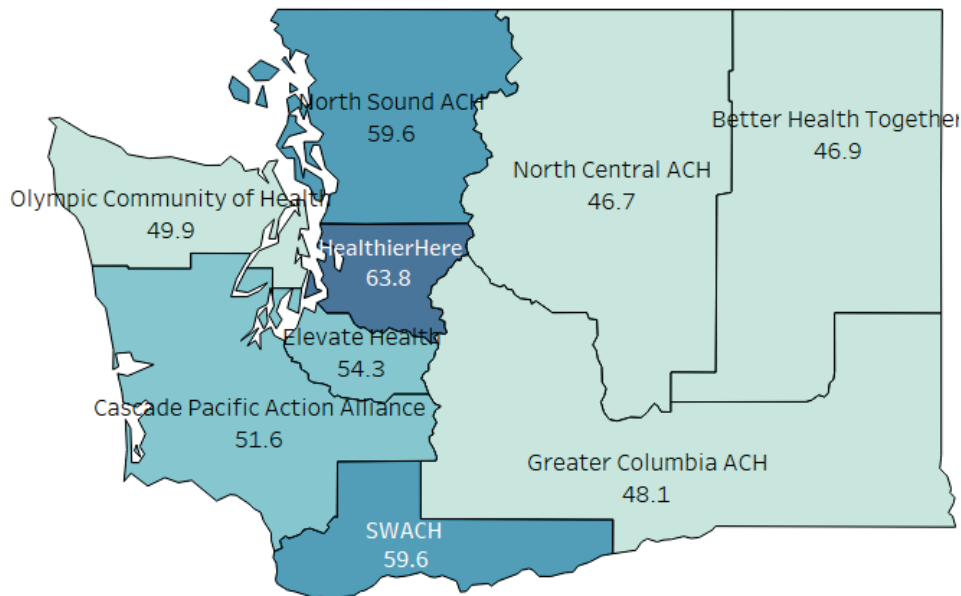 North Sound ACH
59.6
Better Health Together
46.9
North Central ACH
46.7
Olympic Community of Health
49.9
HealthierHere
63.8
Elevate Health
54.3
Cascade Pacific Action Alliance
51.6
Greater Columbia ACH
48.1
SWACH
59.6